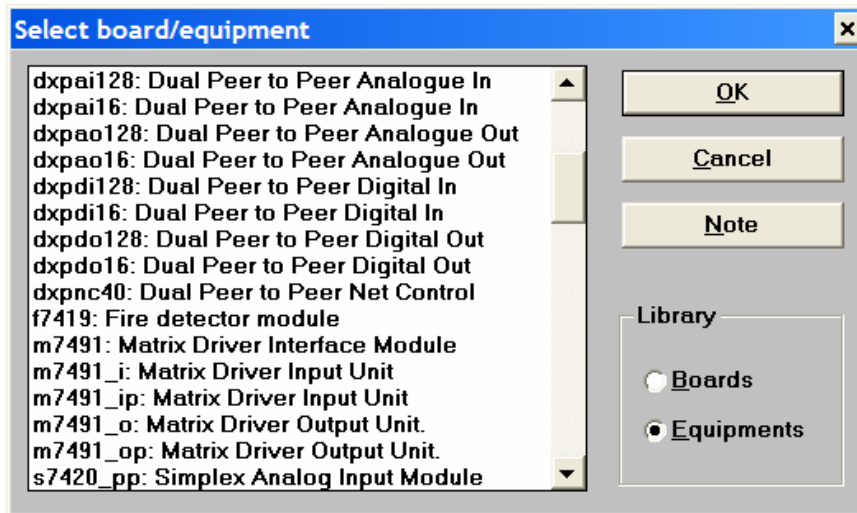 Select board/equipment
dxpai128: Dual Peer to Peer Analogue In
dxpai16: Dual Peer to Peer Analogue In
dxpao128: Dual Peer to Peer Analogue Out
dxpao16: Dual Peer to Peer Analogue Out
dxpdi128: Dual Peer to Peer Digital In
dxpdi16: Dual Peer to Peer Digital In
dxpdo128: Dual Peer to Peer Digital Out
dxpdo16: Dual Peer to Peer Digital Out
dxpnc40: Dual Peer to Peer Net Control
f7419: Fire detector module
m7491: Matrix Driver Interface Module
m7491_i: Matrix Driver Input Unit
m7491_ip: Matrix Driver Input Unit
m7491_o: Matrix Driver Output Unit.
m7491_op: Matrix Driver Output Unit.
s7420_pp: Simplex Analog Input Module
OK
Cancel
Note
Library
Boards
Equipments